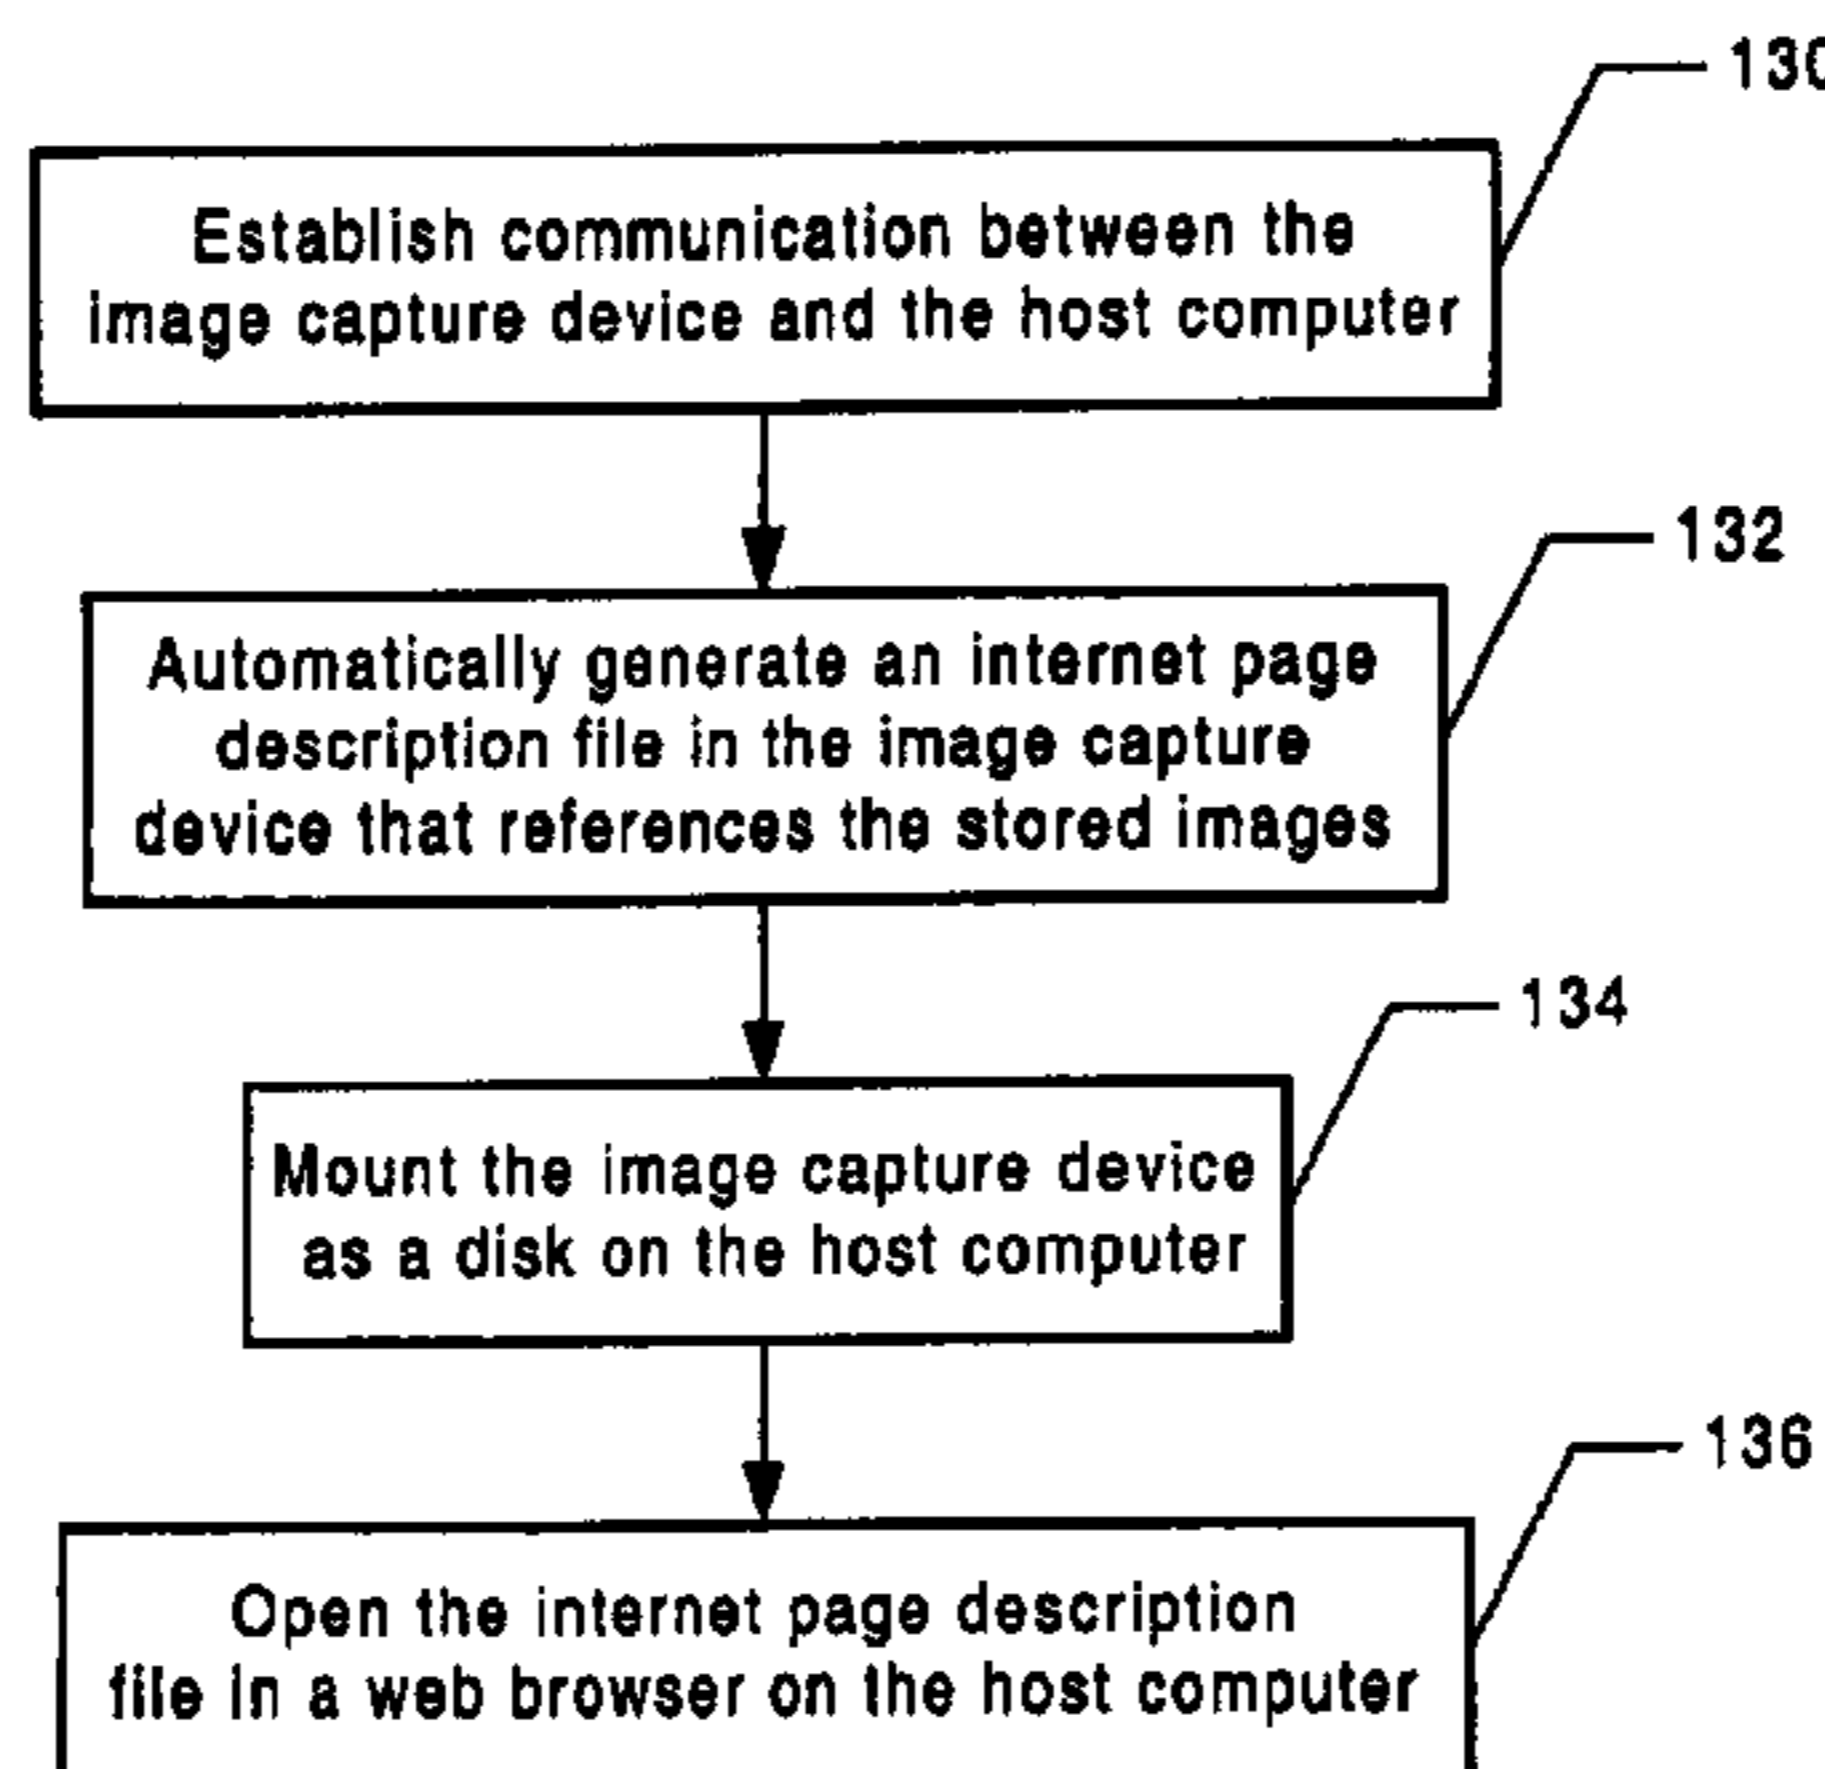 130
Establish communication between the
image capture device and the host computer
132
Automatically generate an internet page
description file in the image capture
device that references the stored images
134
Mount the image capture device
as a disk on the host computer
136
Open the internet page description
file in a web browser on the host computer